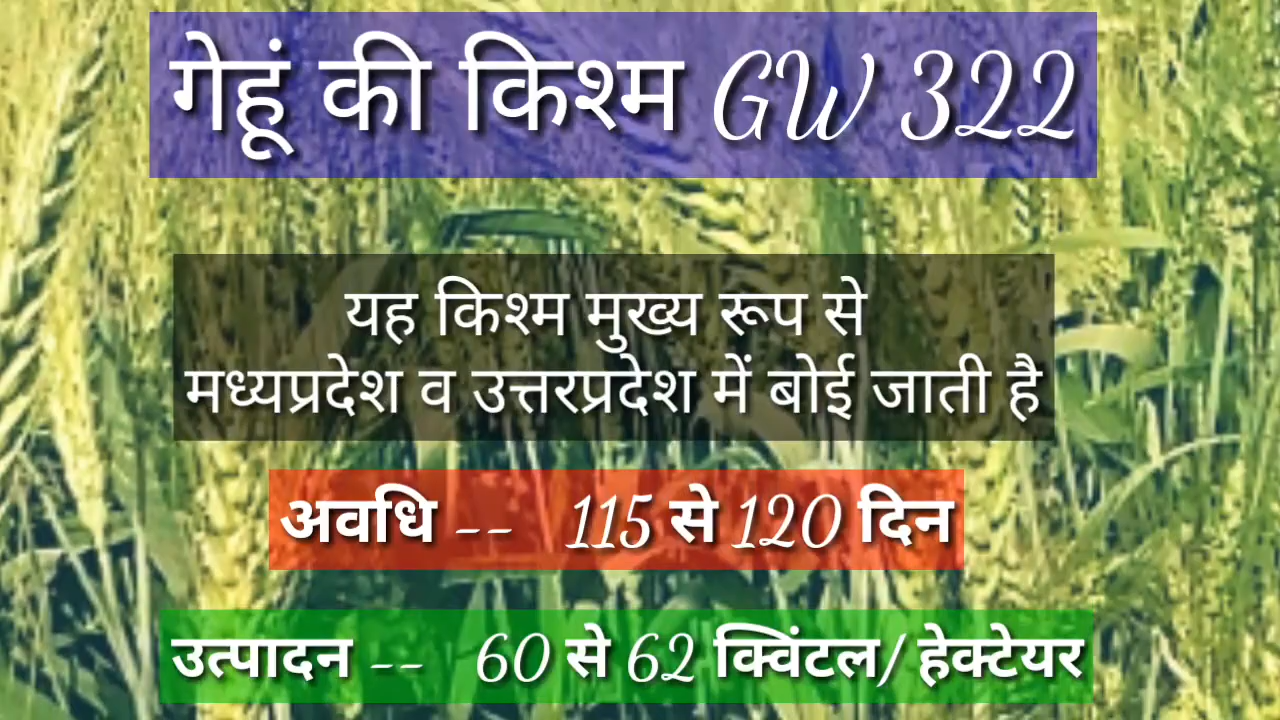 गेहूं की किश्म GW 322
यह किश्म मुख्य रूप से
मध्यप्रदेश व उत्तरप्रदेश में बोई जाती है
अवधि -- 115 से 120 दिन
उत्पादन -- 60 से 62 क्विंटल/ हेक्टेयर